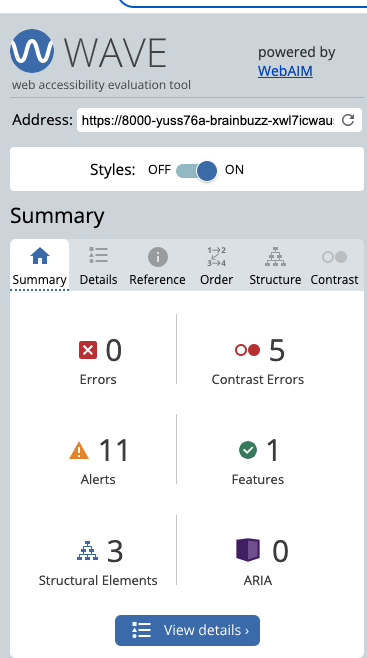 WAVE
web accessibility evaluation tool
powered by
WebAIM
Address: https://8000-yuss76a-brainbuzz-xwl7icwau
Styles: OFF ON
Summary
Summary Details Reference Order Structure Contrast
0
Errors
5
Contrast Errors
11
Alerts
1
Features
3
Structural Elements
0
ARIA
View details ›